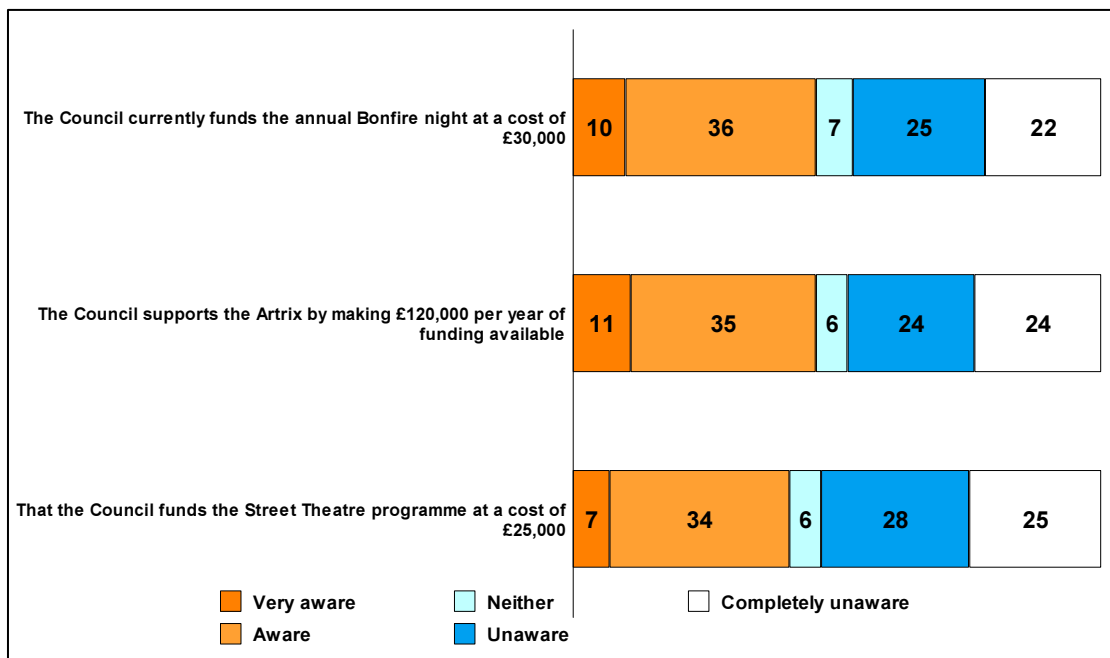 The Council currently funds the annual Bonfire night at a cost of
£30,000
10 36 7 25 22
The Council supports the Artrix by making £120,000 per year of
funding available
11 35 6 24 24
That the Council funds the Street Theatre programme at a cost of
£25,000
7 34 6 28 25
Very aware Neither Completely unaware
Aware Unaware